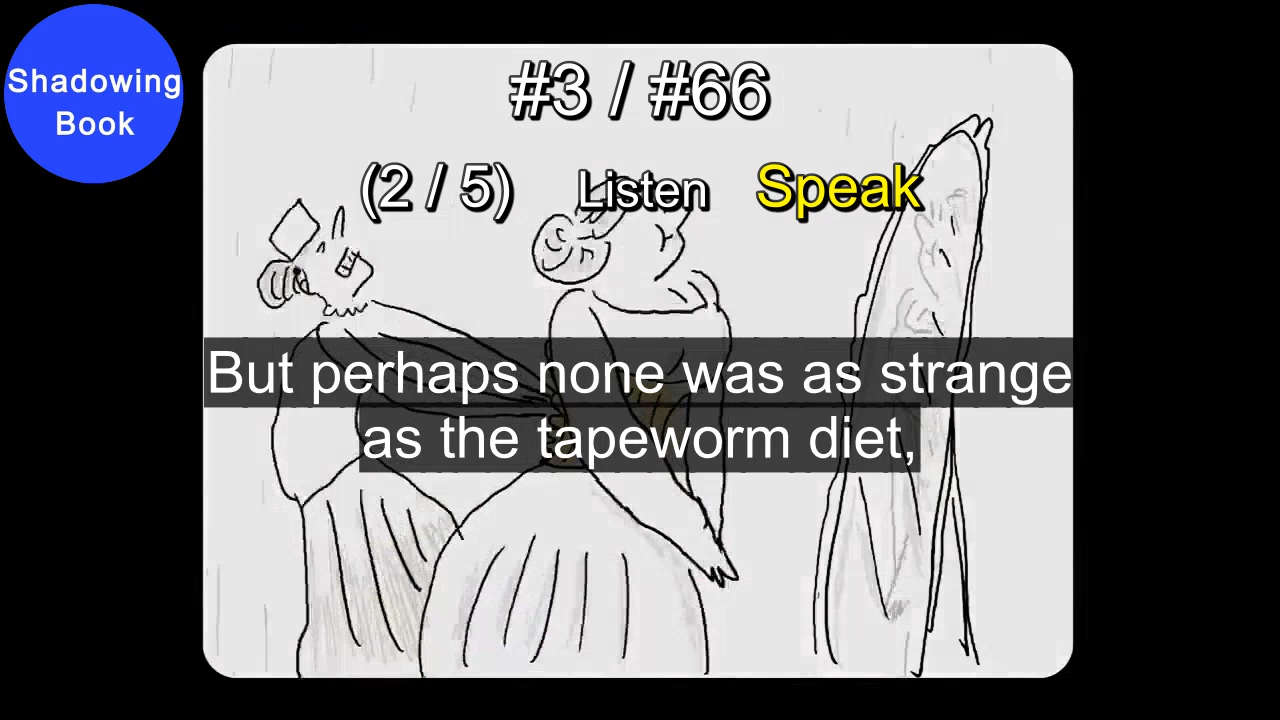 Shadowing
Book
#3 / #66
(2 / 5) Listen Speak
But perhaps none was as strange
as the tapeworm diet,